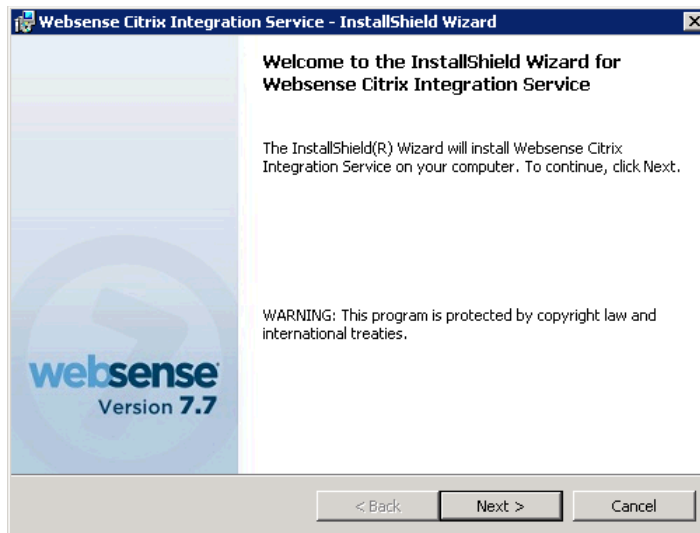 Websense Citrix Integration Service - InstallShield Wizard
Welcome to the InstallShield Wizard for
Websense Citrix Integration Service
The InstallShield(R) Wizard will install Websense Citrix
Integration Service on your computer. To continue, click Next.
WARNING: This program is protected by copyright law and
international treaties.
websense
Version 7.7
< Back
Next >
Cancel